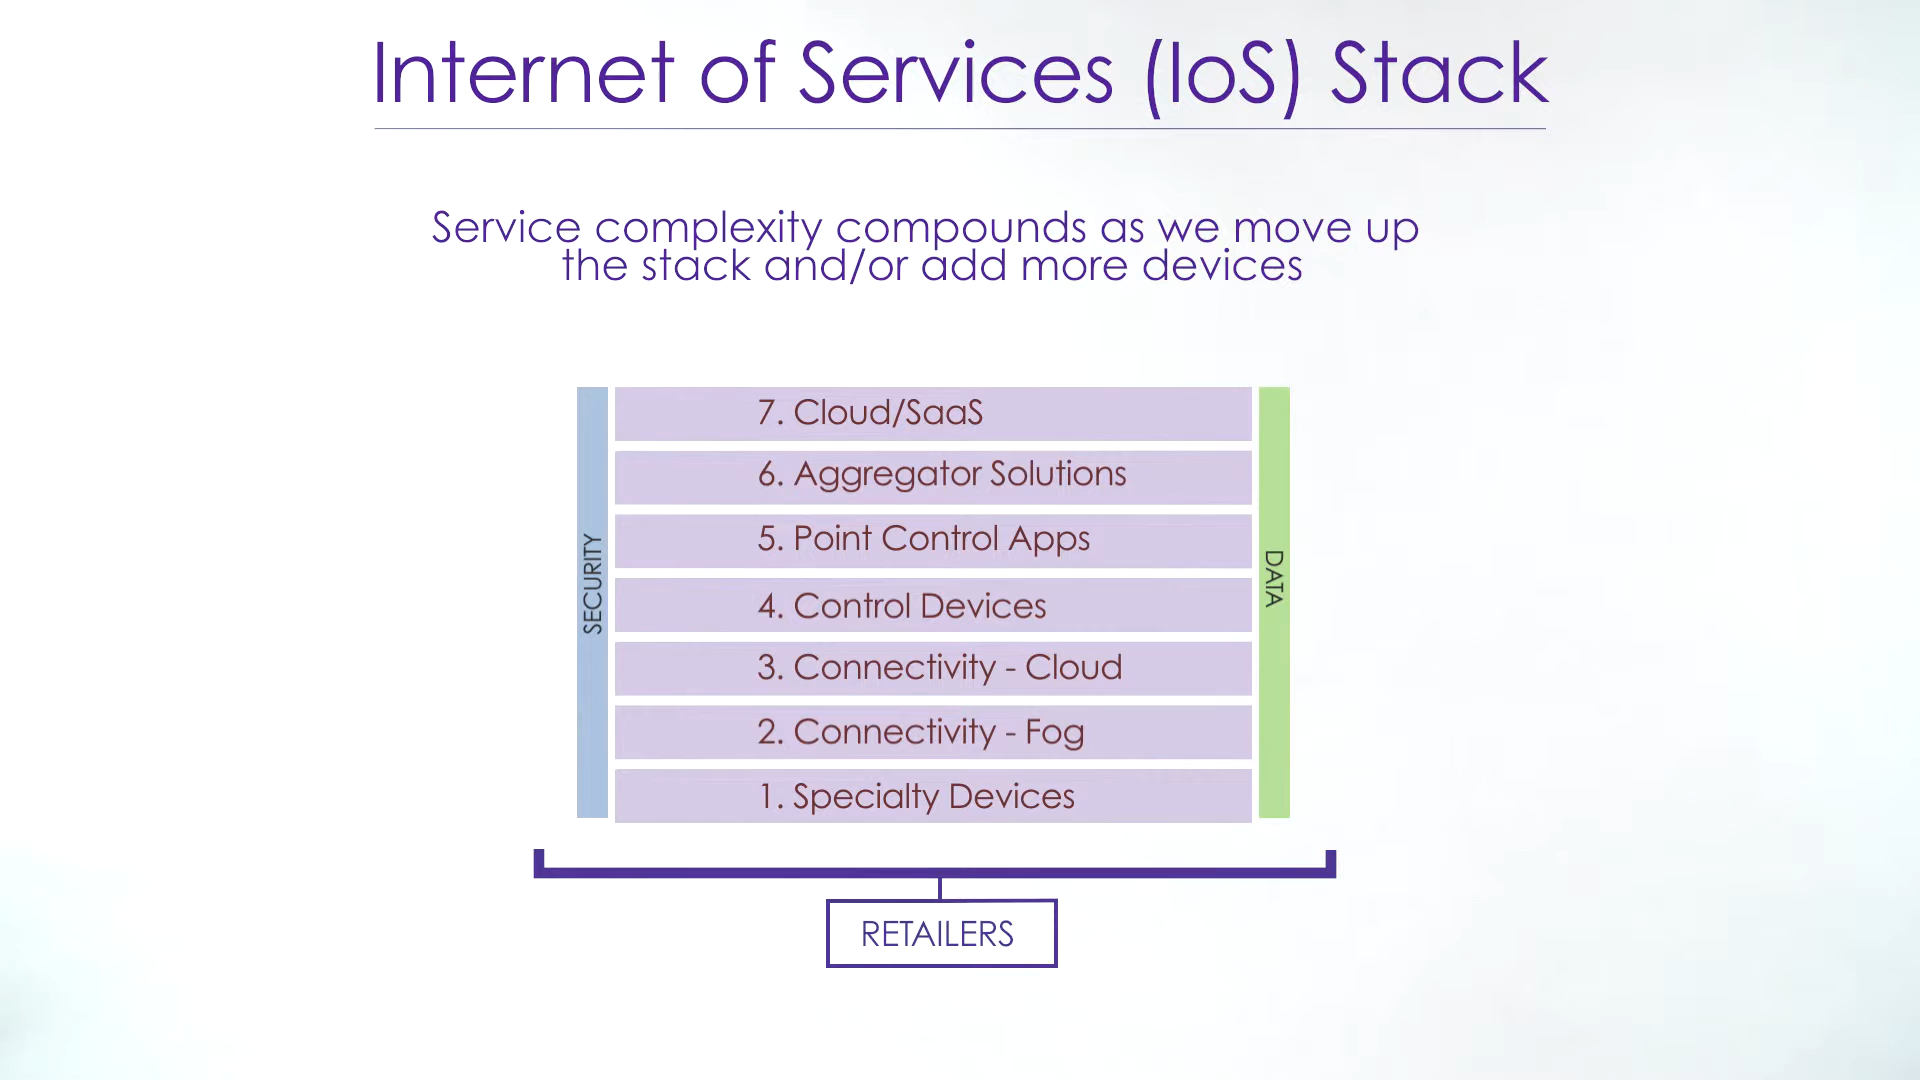 Internet of Services (IoS) Stack
Service complexity compounds as we move up
the stack and/or add more devices
7. Cloud/SaaS
6. Aggregator Solutions
5. Point Control Apps
4. Control Devices
3. Connectivity - Cloud
2. Connectivity - Fog
1. Specialty Devices
SECURITY
DATA
RETAILERS